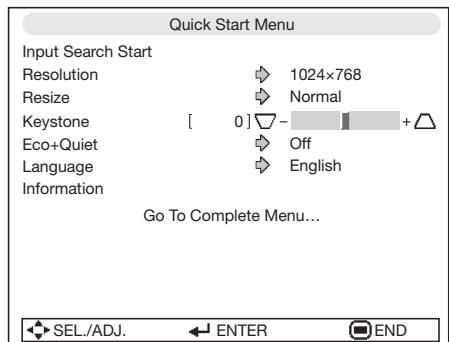 Quick Start Menu
Input Search Start
Resolution 1024×768
Resize Normal
Keystone [ 0 ] – +
Eco+Quiet Off
Language English
Information
Go To Complete Menu…
SEL./ADJ. ENTER END